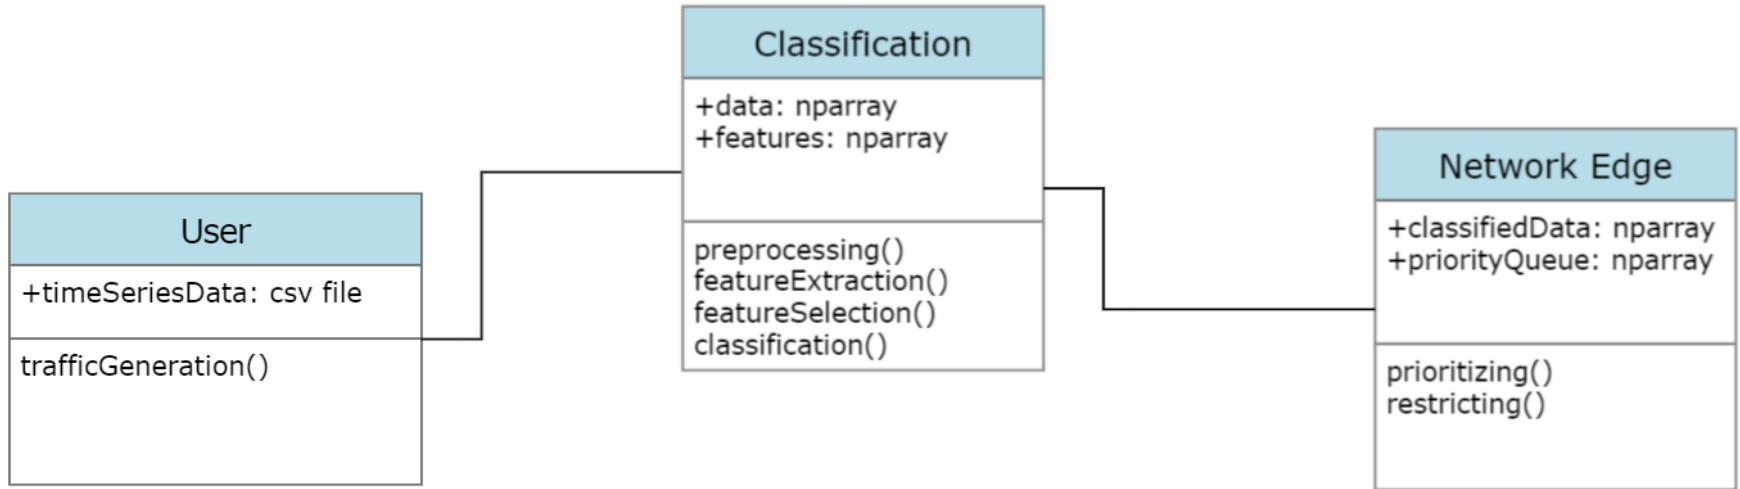 User
+timeSeriesData: csv file
trafficGeneration()
Classification
+data: nparray
+features: nparray
preprocessing()
featureExtraction()
featureSelection()
classification()
Network Edge
+classifiedData: nparray
+priorityQueue: nparray
prioritizing()
restricting()